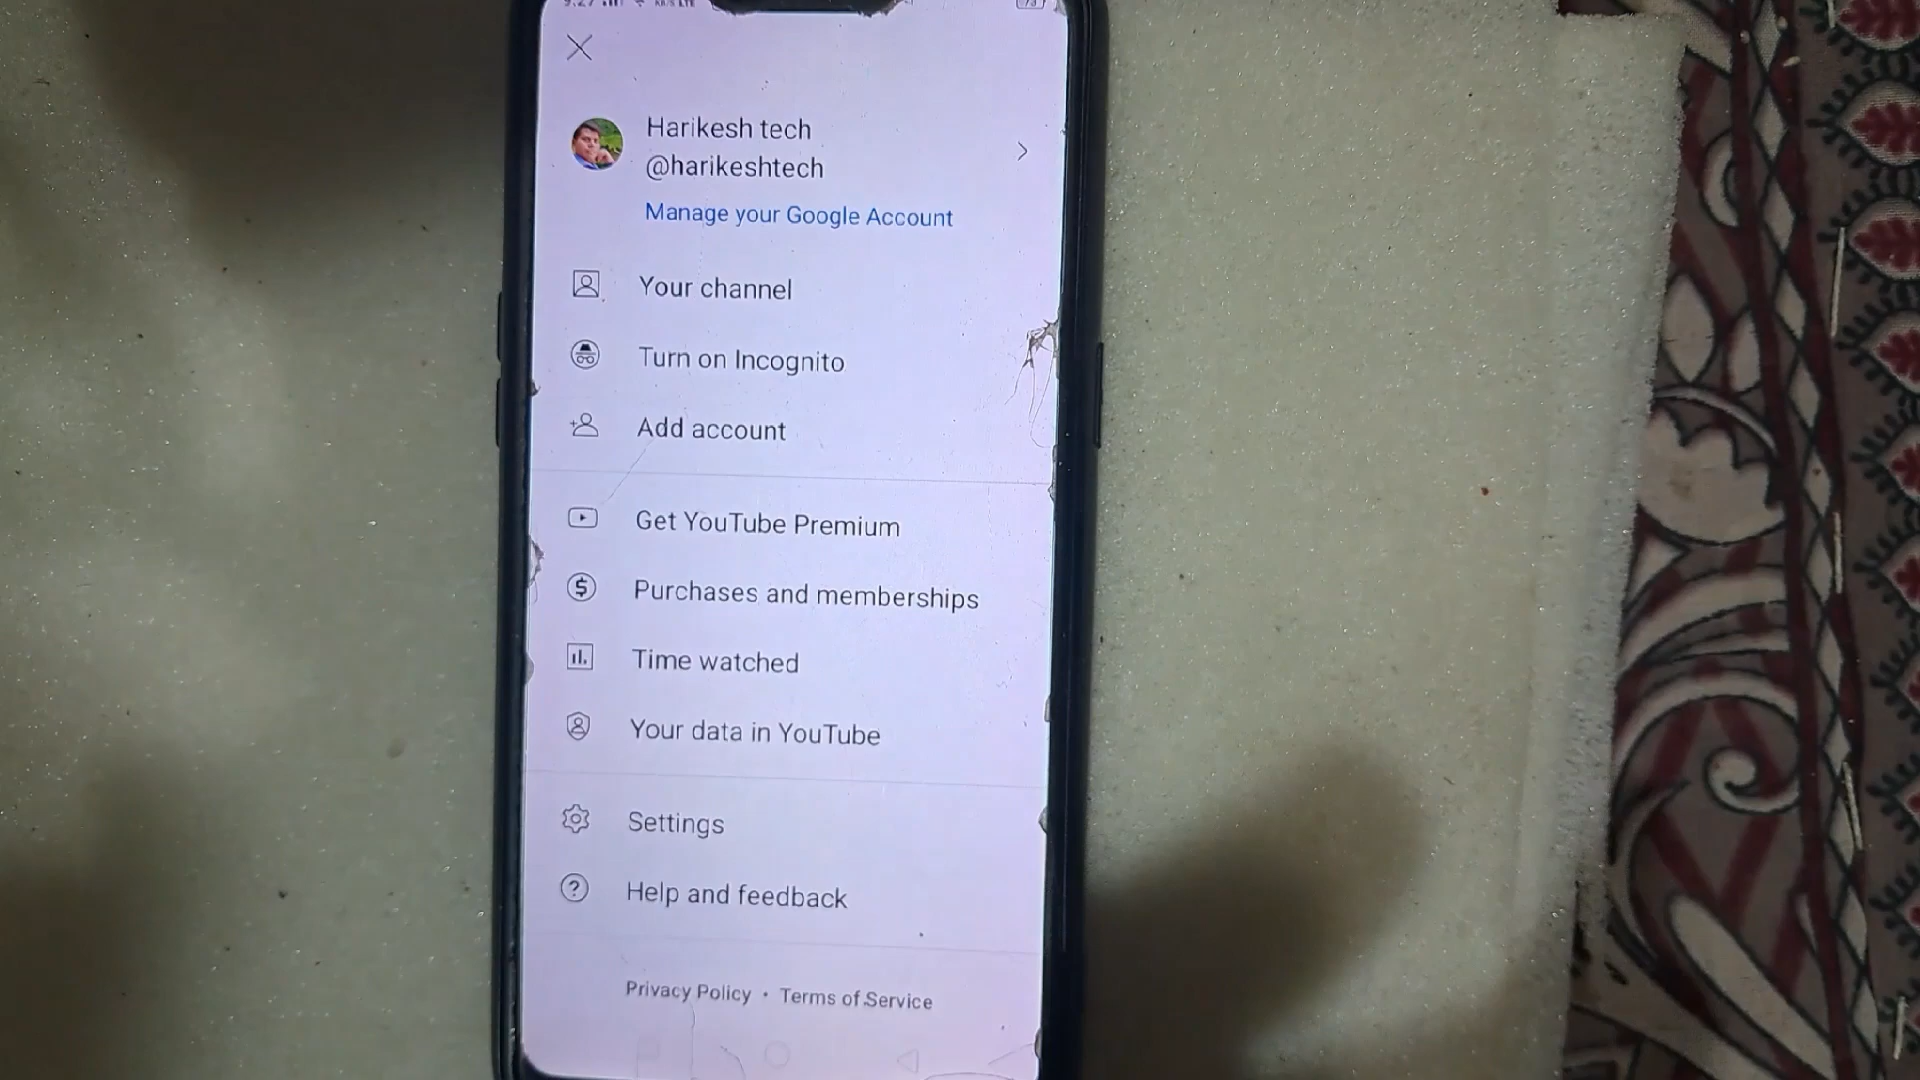 Harikesh tech
@harikeshtech
Manage your Google Account
Your channel
Turn on Incognito
Add account
Get YouTube Premium
Purchases and memberships
Time watched
Your data in YouTube
Settings
Help and feedback
Privacy Policy • Terms of Service